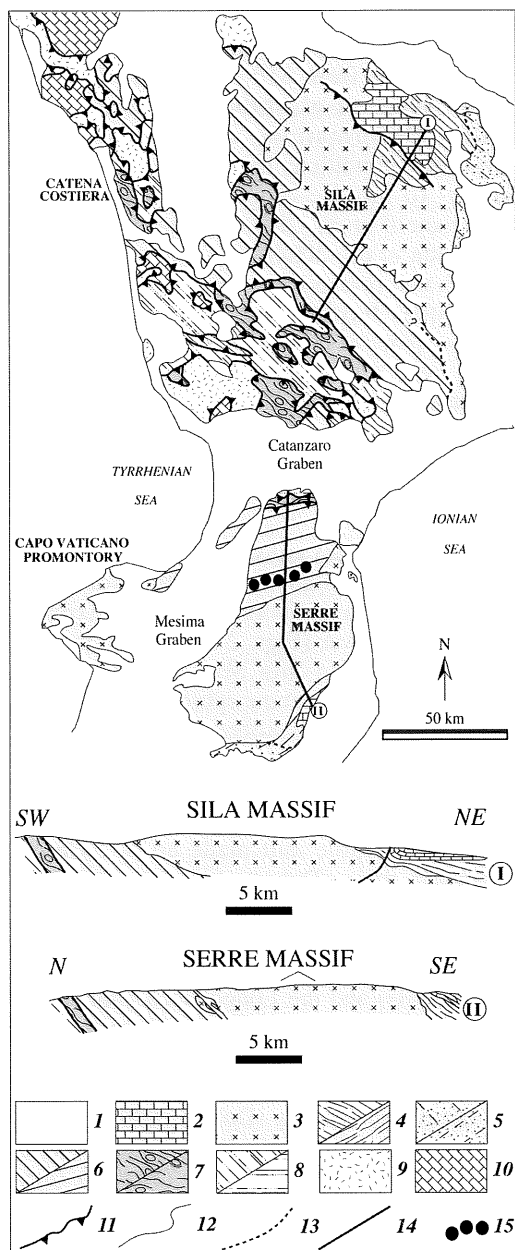 I
CATENA
COSTIERA
SILA
MASSIF
?
Catanzaro
Graben
TYRRHENIAN
SEA
IONIAN
SEA
CAPO VATICANO
PROMONTORY
Mesima
Graben
SERRE
MASSIF
N
II
50 km
SILA MASSIF
SW
NE
I
5 km
SERRE MASSIF
N
SE
II
5 km
1
2
3
4
5
6
7
8
9
10
11
12
13
14
15